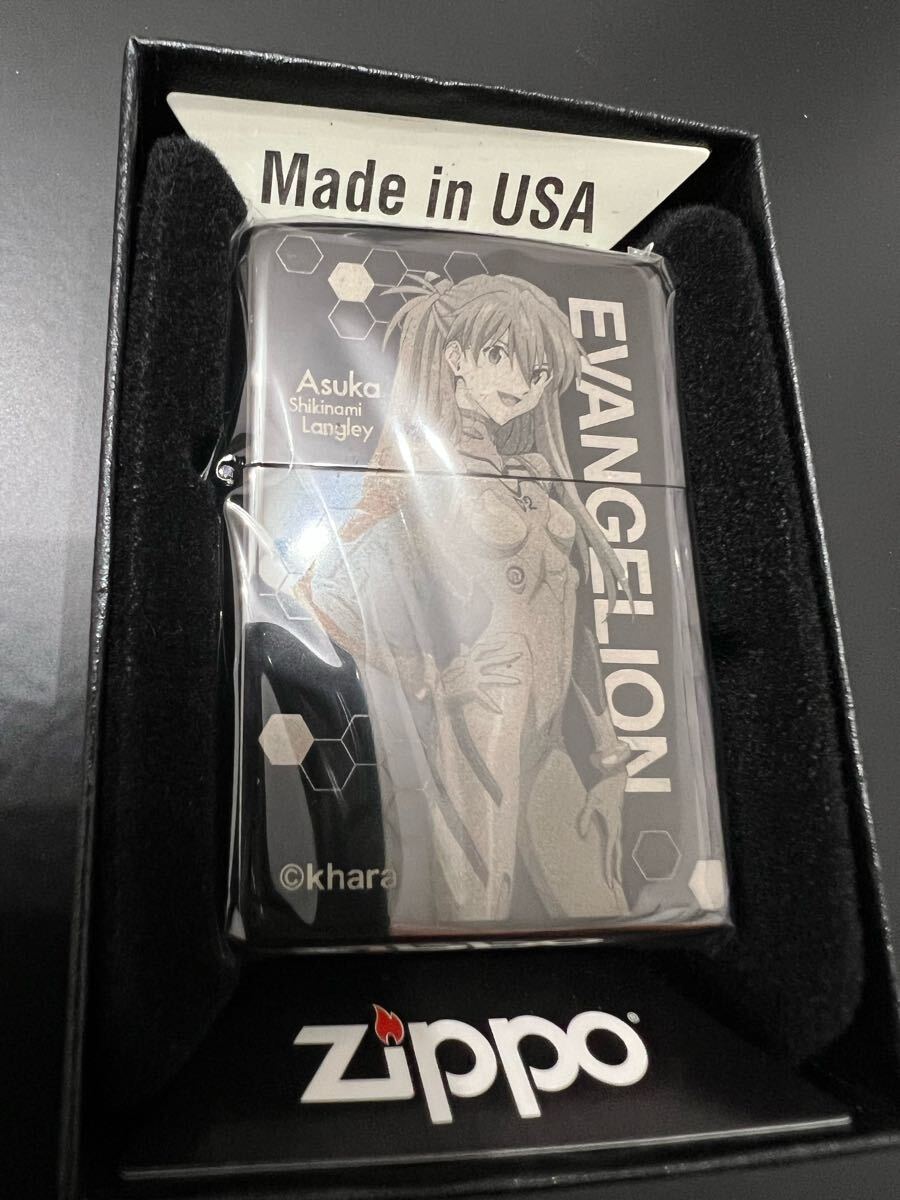 Made in USA
Asuka
Shikinami
Langley
EVANGELION
©khara
zippo®